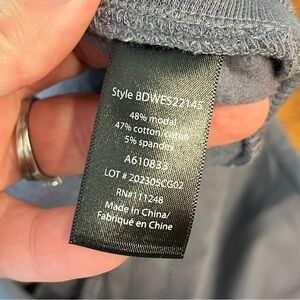 Style BDWES22145
48% modal
47% cotton/coton
5% spandex
A610833
LOT # 202305CG02
RN#111248
Made In China/
Fabriqué en Chine